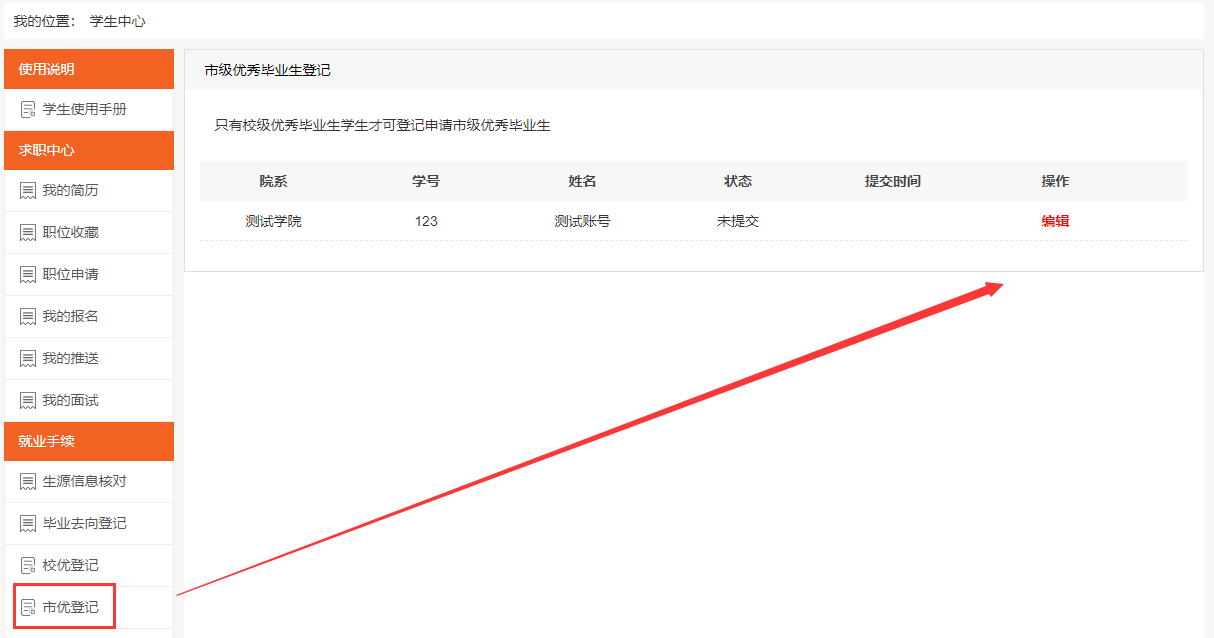 我的位置： 学生中心
使用说明
学生使用手册
求职中心
我的简历
职位收藏
职位申请
我的报名
我的推送
我的面试
就业手续
生源信息核对
毕业去向登记
校优登记
市优登记
市级优秀毕业生登记
只有校级优秀毕业生学生才可登记申请市级优秀毕业生
院系 学号 姓名 状态 提交时间 操作
测试学院 123 测试账号 未提交 编辑